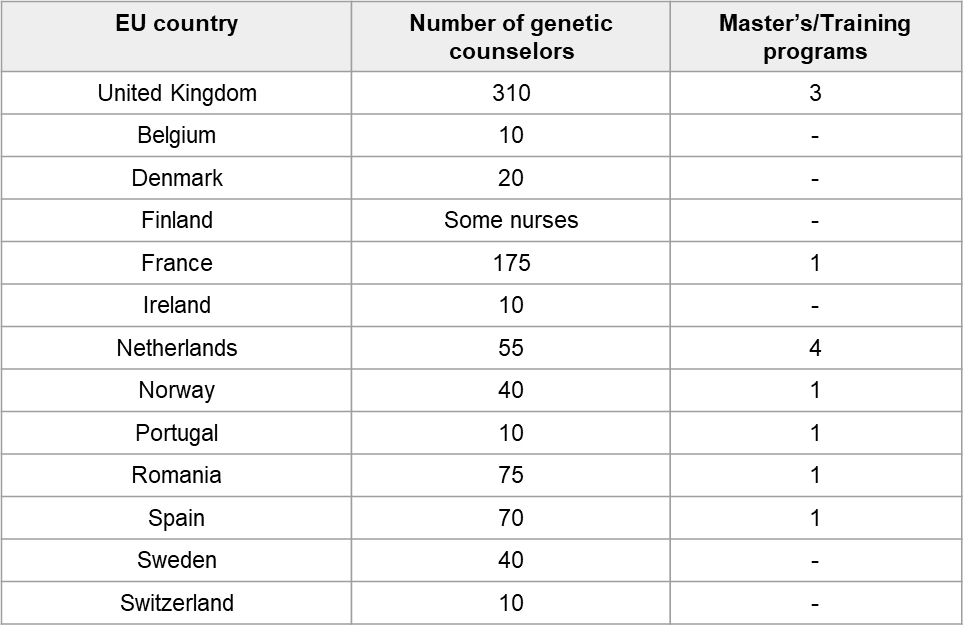 EU country Number of genetic counselors Master’s/Training programs
United Kingdom 310 3
Belgium 10 -
Denmark 20 -
Finland Some nurses -
France 175 1
Ireland 10 -
Netherlands 55 4
Norway 40 1
Portugal 10 1
Romania 75 1
Spain 70 1
Sweden 40 -
Switzerland 10 -